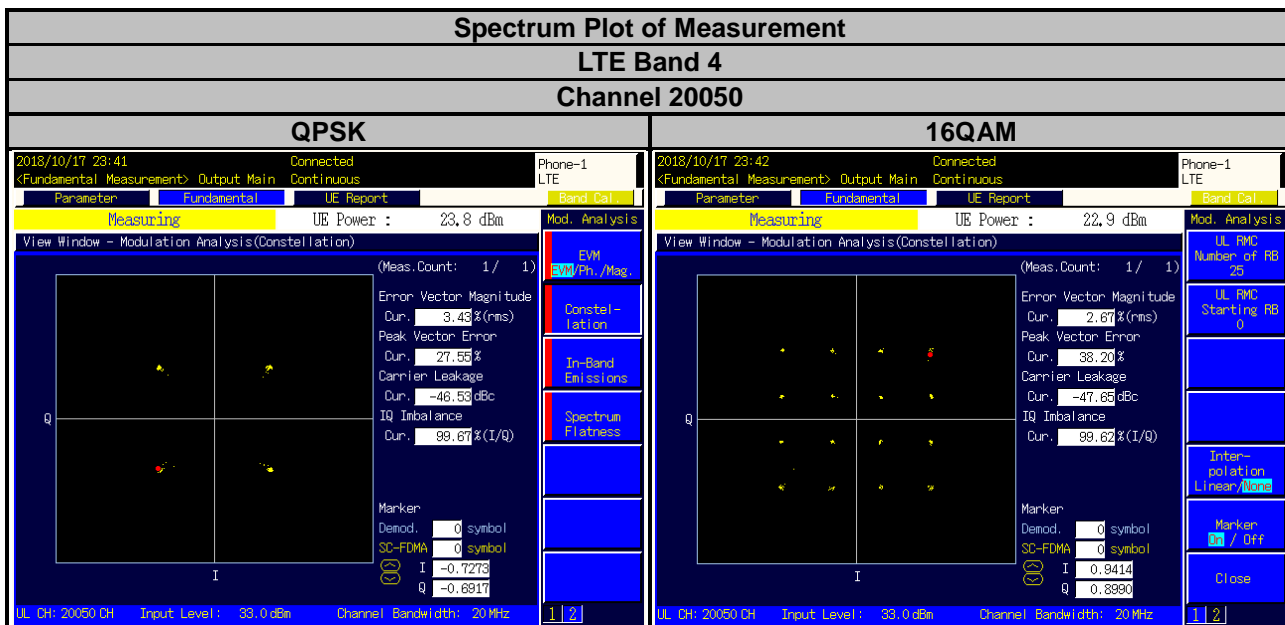 Spectrum Plot of Measurement
LTE Band 4
Channel 20050
QPSK
2018/10/17 23:41 Connected
<Fundamental Measurement> Output Main Continuous
Phone-1
LTE
Parameter Fundamental UE Report Band Cal.
Measuring UE Power : 23.8 dBm Mod. Analysis
View Window - Modulation Analysis(Constellation)
(Meas.Count: 1/ 1)
Error Vector Magnitude
Cur. 3.43 %(rms)
Peak Vector Error
Cur. 27.55 %
Carrier Leakage
Cur. -46.53 dBc
IQ Imbalance
Cur. 99.67 %(I/Q)
Q
I
Marker
Demod. 0 symbol
SC-FDMA 0 symbol
I -0.7273
Q -0.6917
EVM
EVM/Ph./Mag.
Constel-
lation
In-Band
Emissions
Spectrum
Flatness
UL CH: 20050 CH Input Level: 33.0 dBm Channel Bandwidth: 20 MHz 1 2
16QAM
2018/10/17 23:42 Connected
<Fundamental Measurement> Output Main Continuous
Phone-1
LTE
Parameter Fundamental UE Report Band Cal.
Measuring UE Power : 22.9 dBm Mod. Analysis
View Window - Modulation Analysis(Constellation)
(Meas.Count: 1/ 1)
Error Vector Magnitude
Cur. 2.67 %(rms)
Peak Vector Error
Cur. 38.20 %
Carrier Leakage
Cur. -47.65 dBc
IQ Imbalance
Cur. 99.62 %(I/Q)
Q
I
Marker
Demod. 0 symbol
SC-FDMA 0 symbol
I 0.9414
Q 0.8990
UL RMC
Number of RB
25
UL RMC
Starting RB
0
Inter-
polation
Linear/None
Marker
On / Off
Close
UL CH: 20050 CH Input Level: 33.0 dBm Channel Bandwidth: 20 MHz 1 2